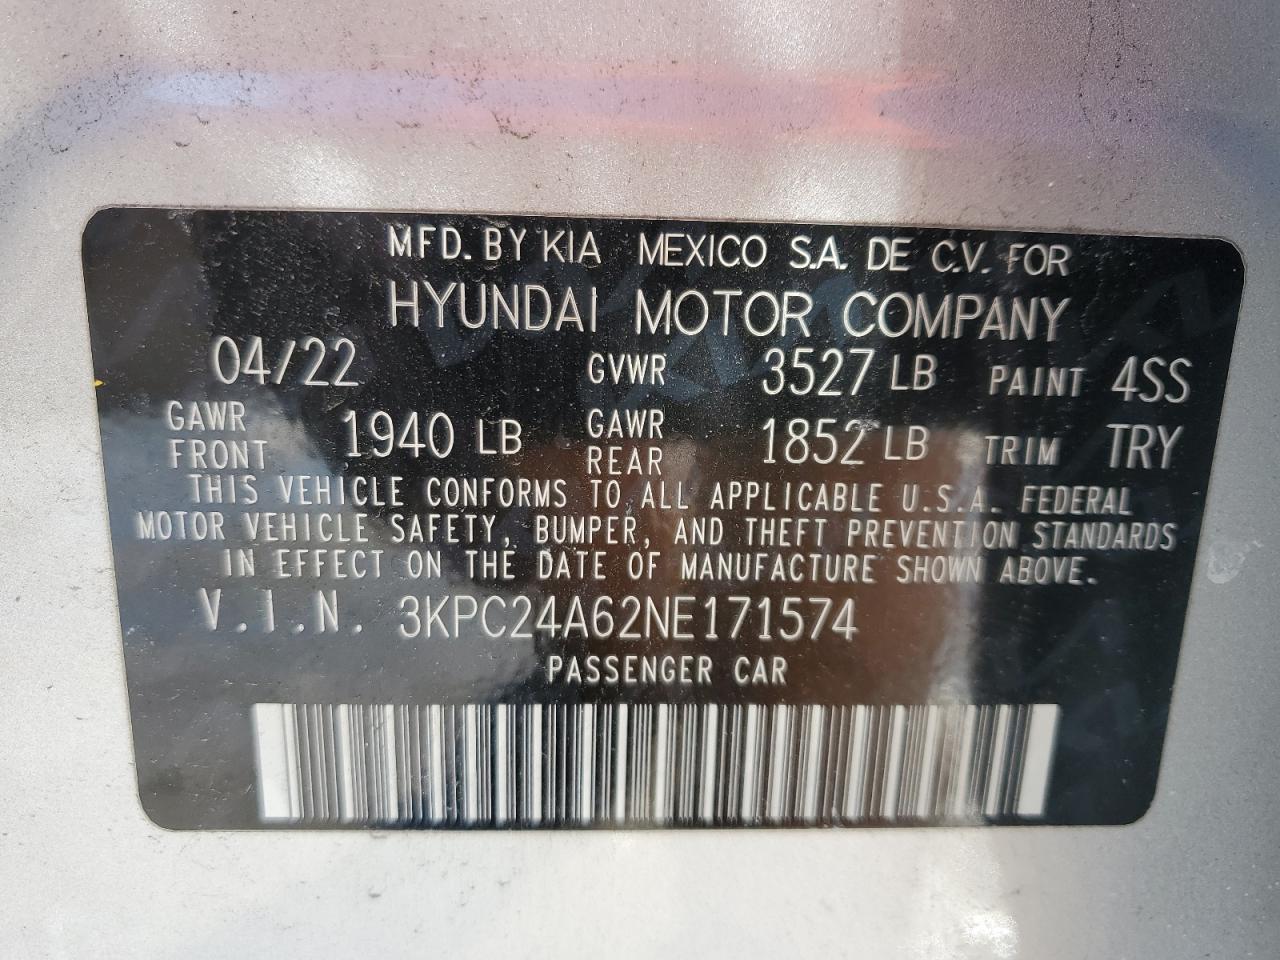 MFD. BY KIA MEXICO S.A. DE C.V. FOR
HYUNDAI MOTOR COMPANY
04/22 GVWR 3527 LB PAINT 4SS
GAWR FRONT 1940 LB GAWR REAR 1852 LB TRIM TRY
THIS VEHICLE CONFORMS TO ALL APPLICABLE U.S.A. FEDERAL
MOTOR VEHICLE SAFETY, BUMPER, AND THEFT PREVENTION STANDARDS
IN EFFECT ON THE DATE OF MANUFACTURE SHOWN ABOVE.
V.I.N. 3KPC24A62NE171574
PASSENGER CAR